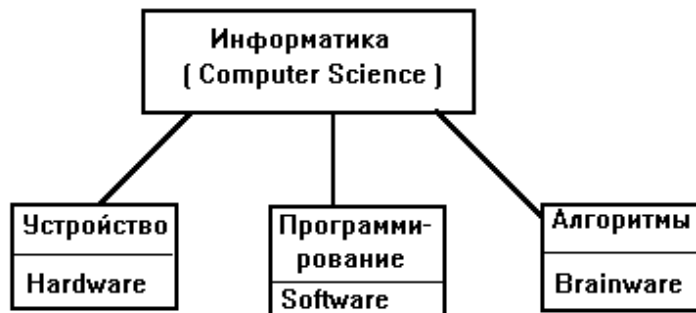 Информатика
( Computer Science )
Устройство
Hardware
Программи-
рование
Software
Алгоритмы
Brainware